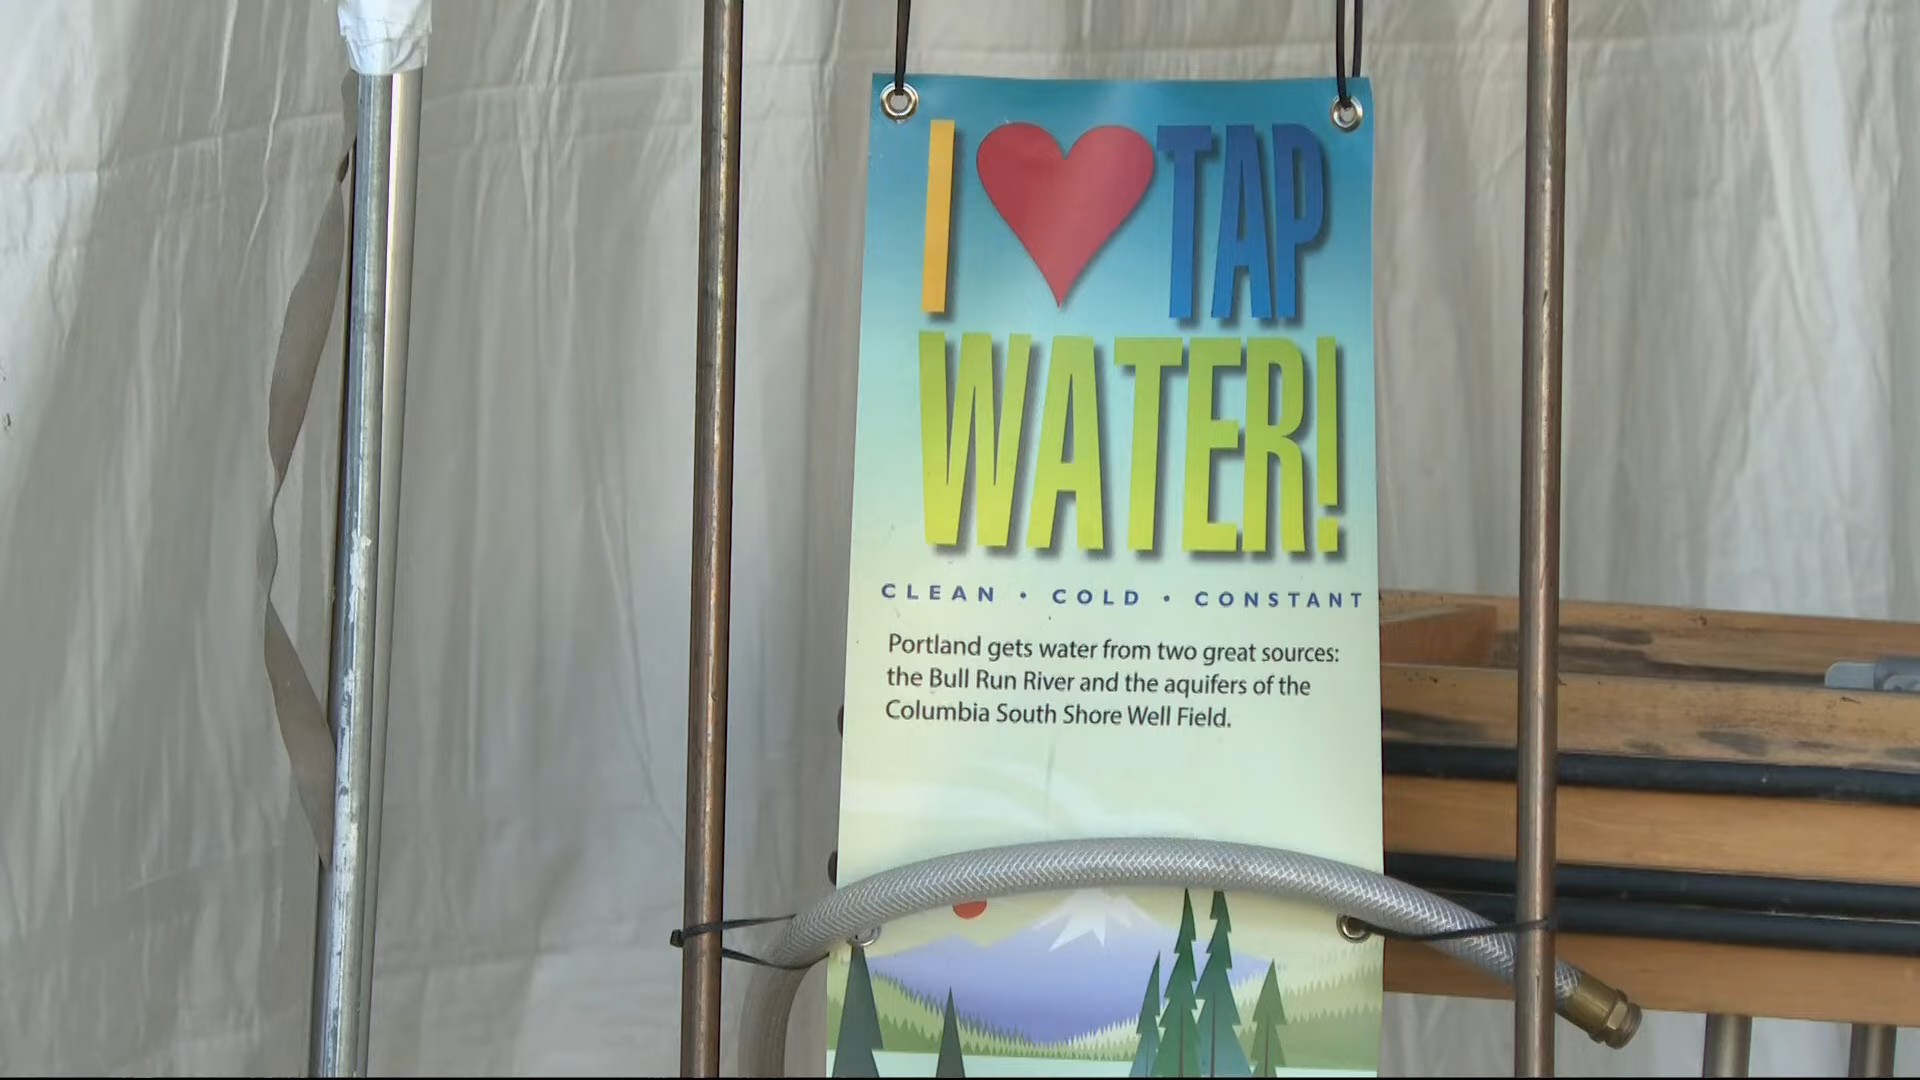 I ♥ TAP
WATER!
CLEAN • COLD • CONSTANT
Portland gets water from two great sources:
the Bull Run River and the aquifers of the
Columbia South Shore Well Field.